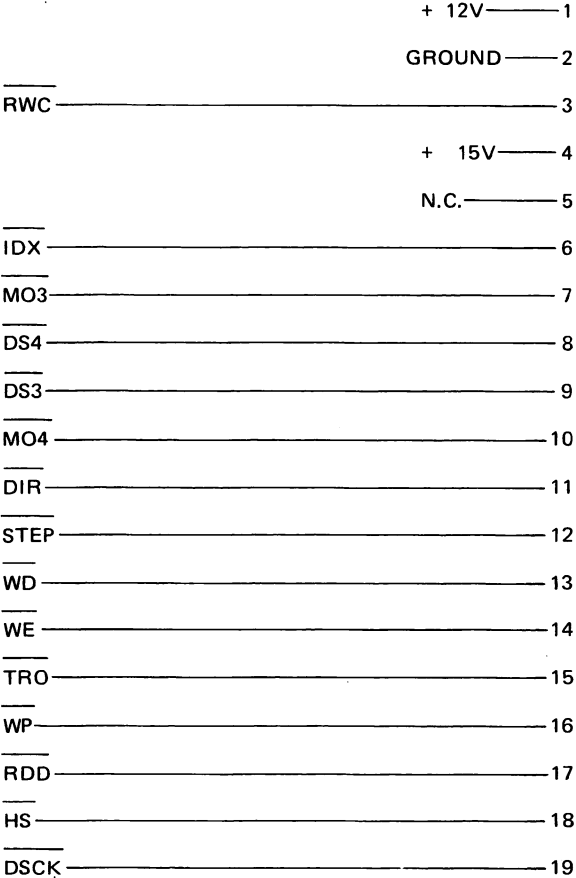 + 12V 1
GROUND 2
RWC 3
+ 15V 4
N.C. 5
IDX 6
MO3 7
DS4 8
DS3 9
MO4 10
DIR 11
STEP 12
WD 13
WE 14
TRO 15
WP 16
RDD 17
HS 18
DSCK 19